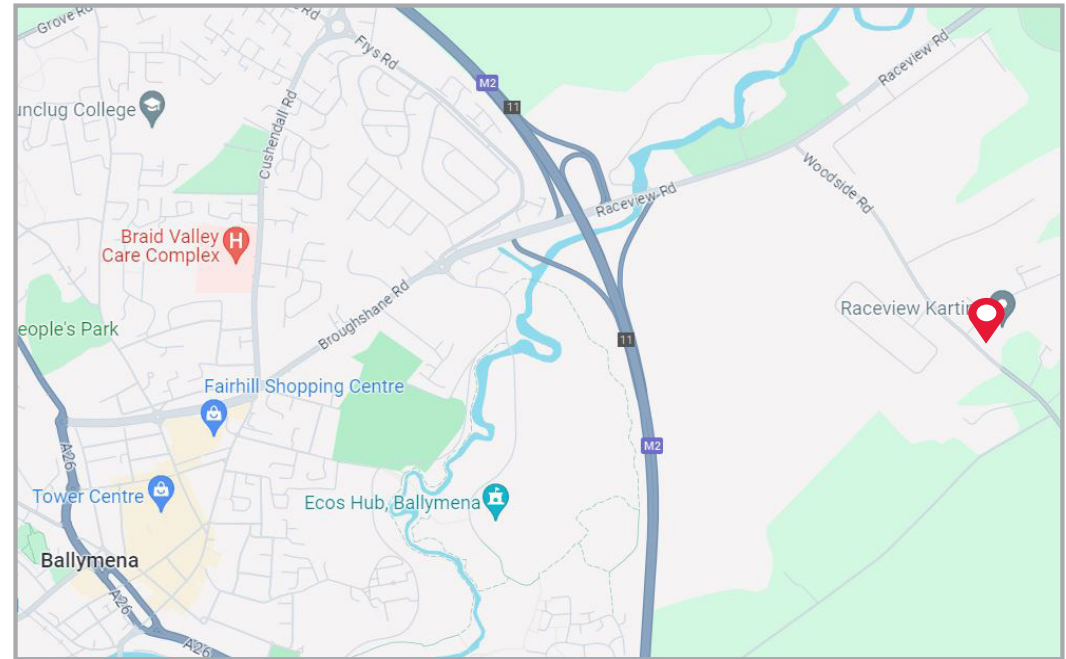 Grove Rd
Rd
Flys Rd
M2
11
Raceview Rd
unclug College
Cushendall Rd
Woodside Rd
Raceview Rd
Braid Valley
Care Complex
H
Broughshane Rd
Raceview Kartin
eople's Park
11
Fairhill Shopping Centre
A26
M2
Tower Centre
Ecos Hub, Ballymena
Ballymena
A26
A26